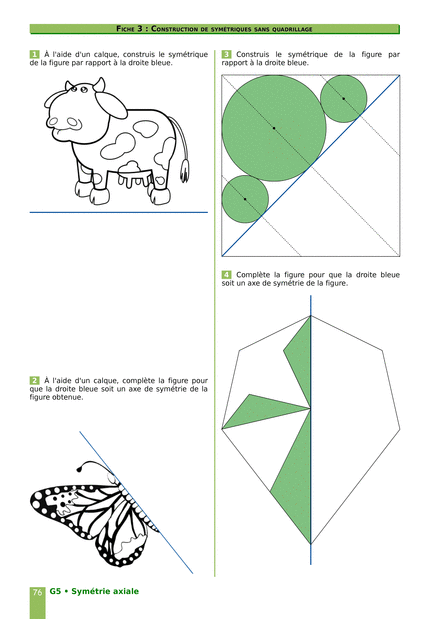 Fiche 3 : Construction de symétriques sans quadrillage
1 À l'aide d'un calque, construis le symétrique
de la figure par rapport à la droite bleue.
2 À l'aide d'un calque, complète la figure pour
que la droite bleue soit un axe de symétrie de la
figure obtenue.
3 Construis le symétrique de la figure par
rapport à la droite bleue.
4 Complète la figure pour que la droite bleue
soit un axe de symétrie de la figure.
76 G5 • Symétrie axiale